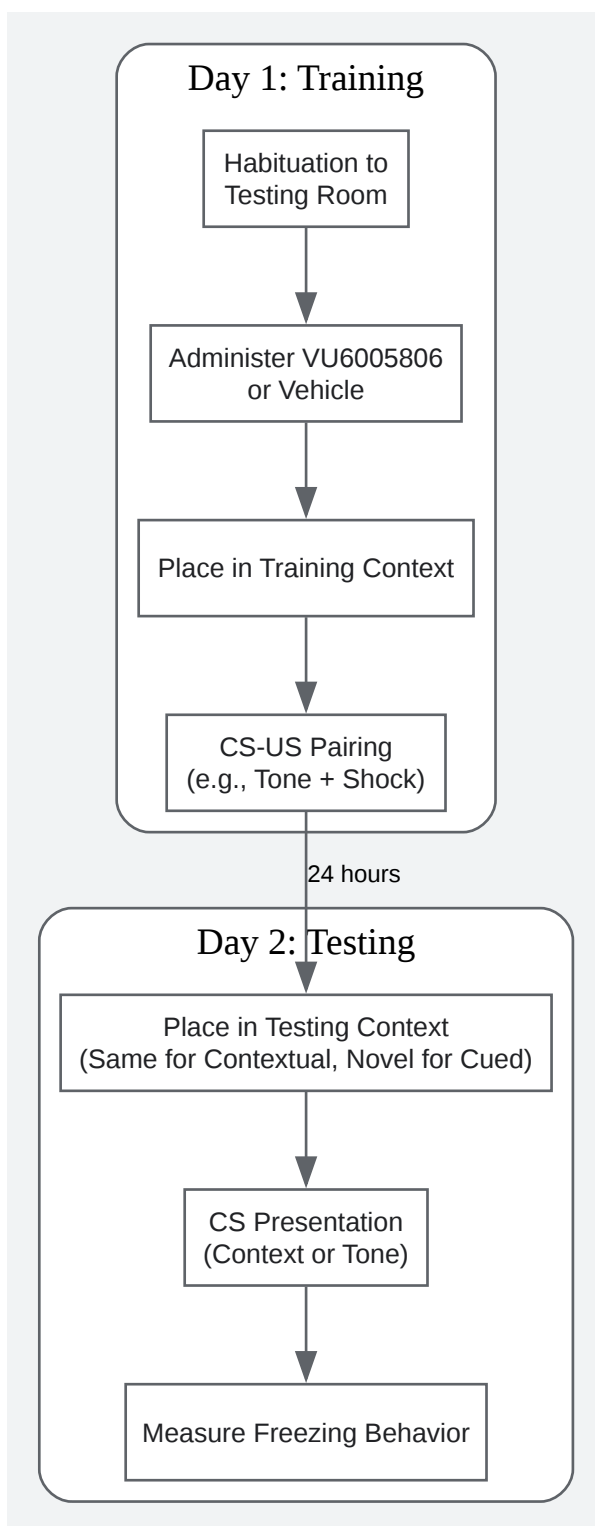 Day 1: Training
Habituation to
Testing Room
Administer VU6005806
or Vehicle
Place in Training Context
CS-US Pairing
(e.g., Tone + Shock)
24 hours
Day 2: Testing
Place in Testing Context
(Same for Contextual, Novel for Cued)
CS Presentation
(Context or Tone)
Measure Freezing Behavior